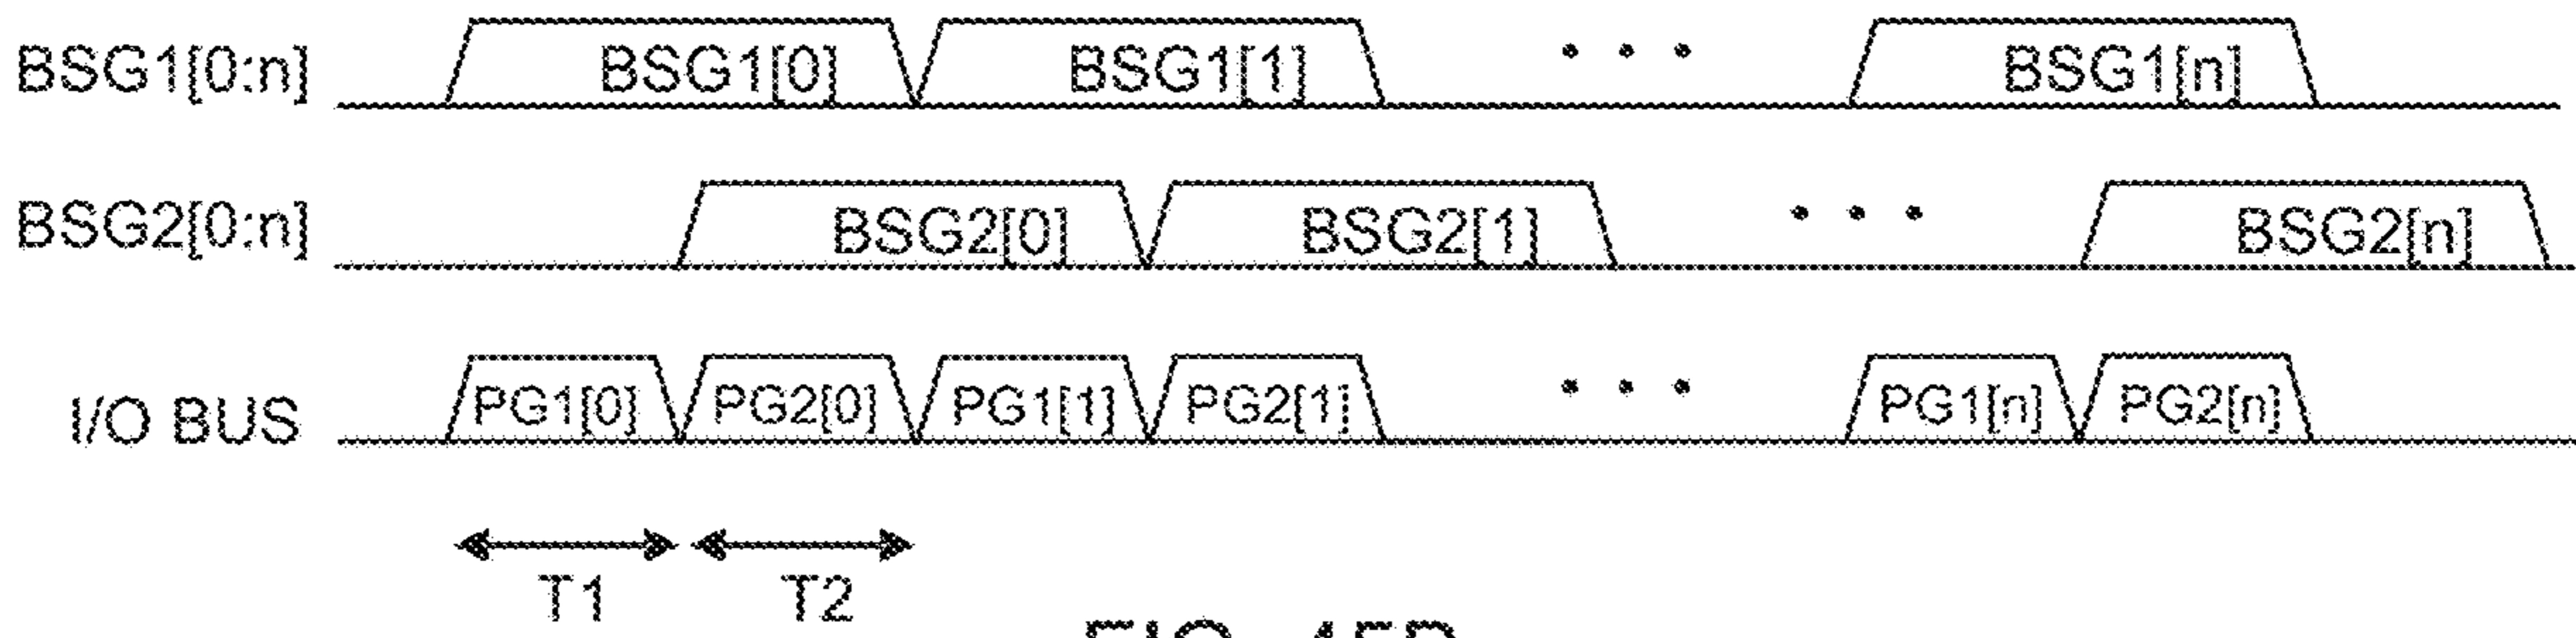 BSG1[0:n] BSG1[0] BSG1[1] • • • BSG1[n]
BSG2[0:n] BSG2[0] BSG2[1] • • • BSG2[n]
I/O BUS PG1[0] PG2[0] PG1[1] PG2[1] • • • PG1[n] PG2[n]
T1 T2